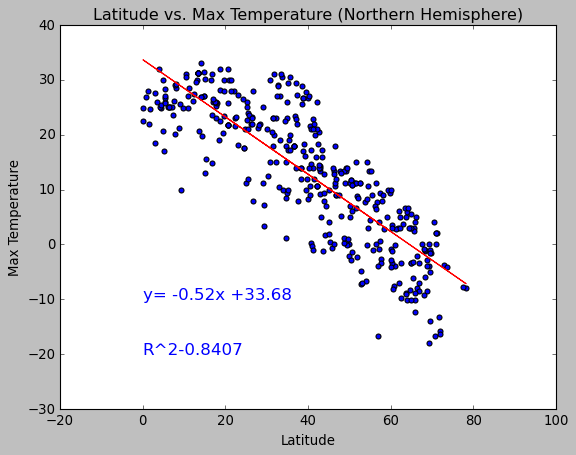 Latitude vs. Max Temperature (Northern Hemisphere)
40
30
20
10
0
−10
−20
−30
Max Temperature
y= -0.52x +33.68
R^2-0.8407
−20 0 20 40 60 80 100
Latitude